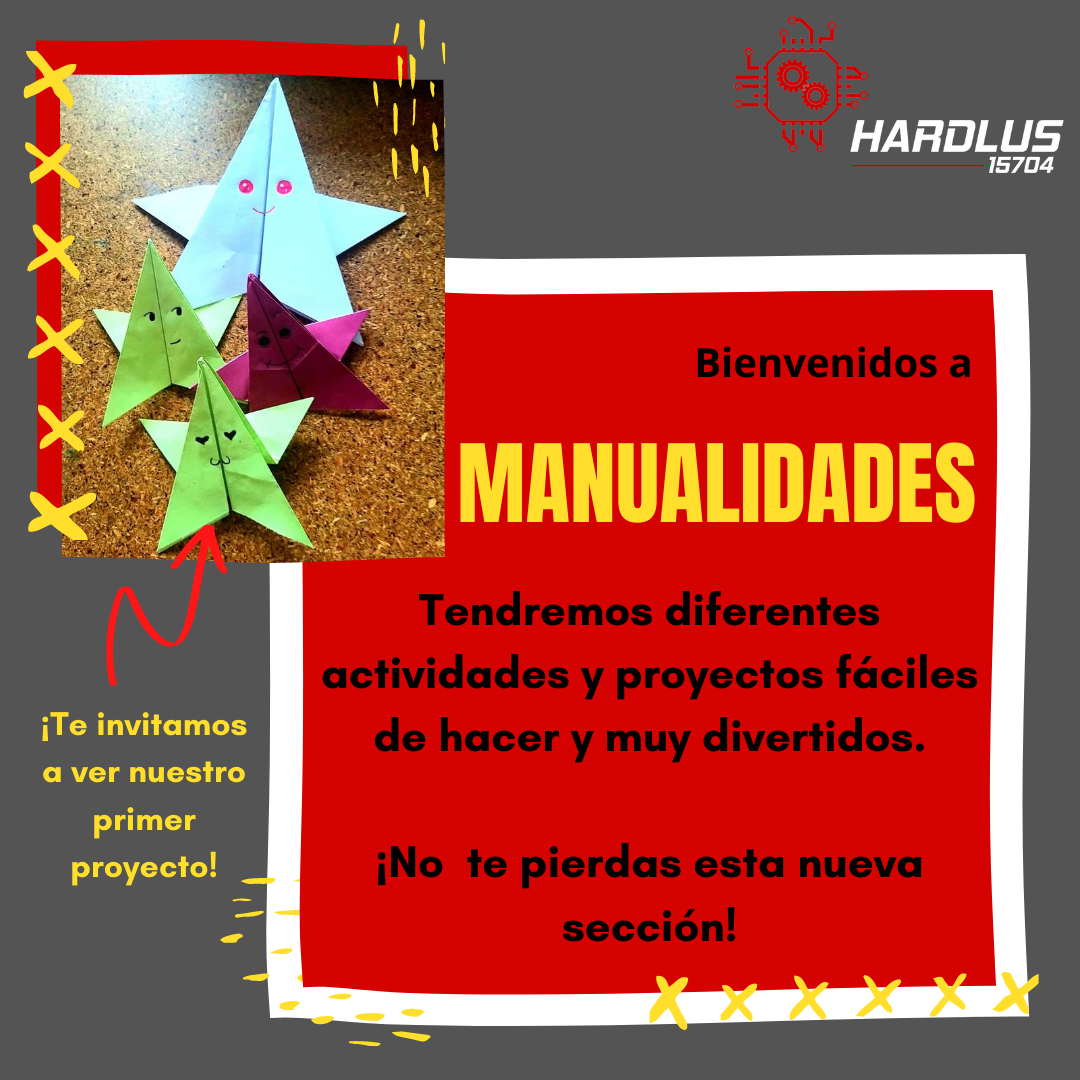 HARDLUS
15704
Bienvenidos a
MANUALIDADES
Tendremos diferentes
actividades y proyectos fáciles
de hacer y muy divertidos.
¡No te pierdas esta nueva
sección!
¡Te invitamos
a ver nuestro
primer
proyecto!